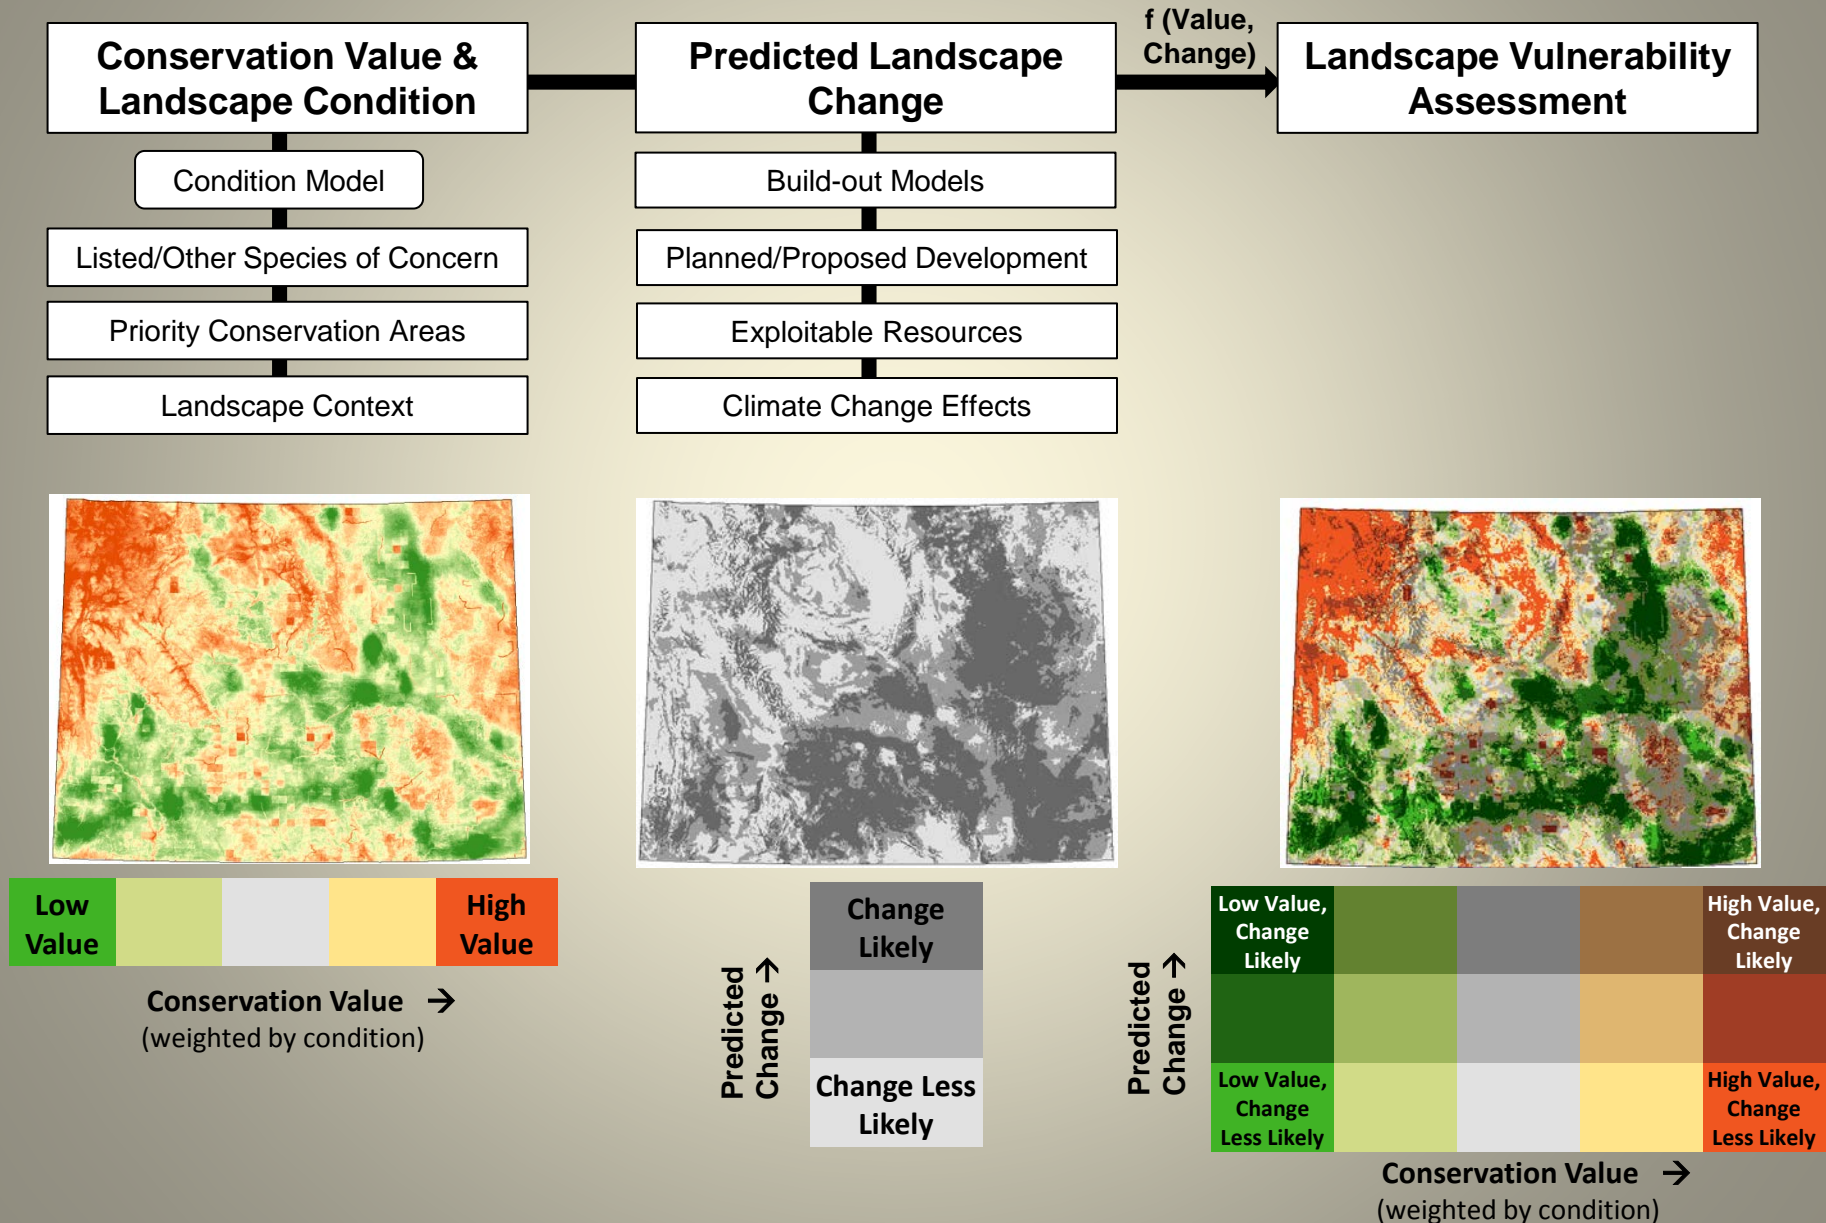 Conservation Value &
Landscape Condition
Predicted Landscape
Change
f (Value,
Change)
Landscape Vulnerability
Assessment
Condition Model
Listed/Other Species of Concern
Priority Conservation Areas
Landscape Context
Build-out Models
Planned/Proposed Development
Exploitable Resources
Climate Change Effects
Low
Value
High
Value
Conservation Value →
(weighted by condition)
Predicted
Change →
Change
Likely
Change Less
Likely
Predicted
Change →
Low Value,
Change
Likely
High Value,
Change
Likely
Low Value,
Change
Less Likely
High Value,
Change
Less Likely
Conservation Value →
(weighted by condition)